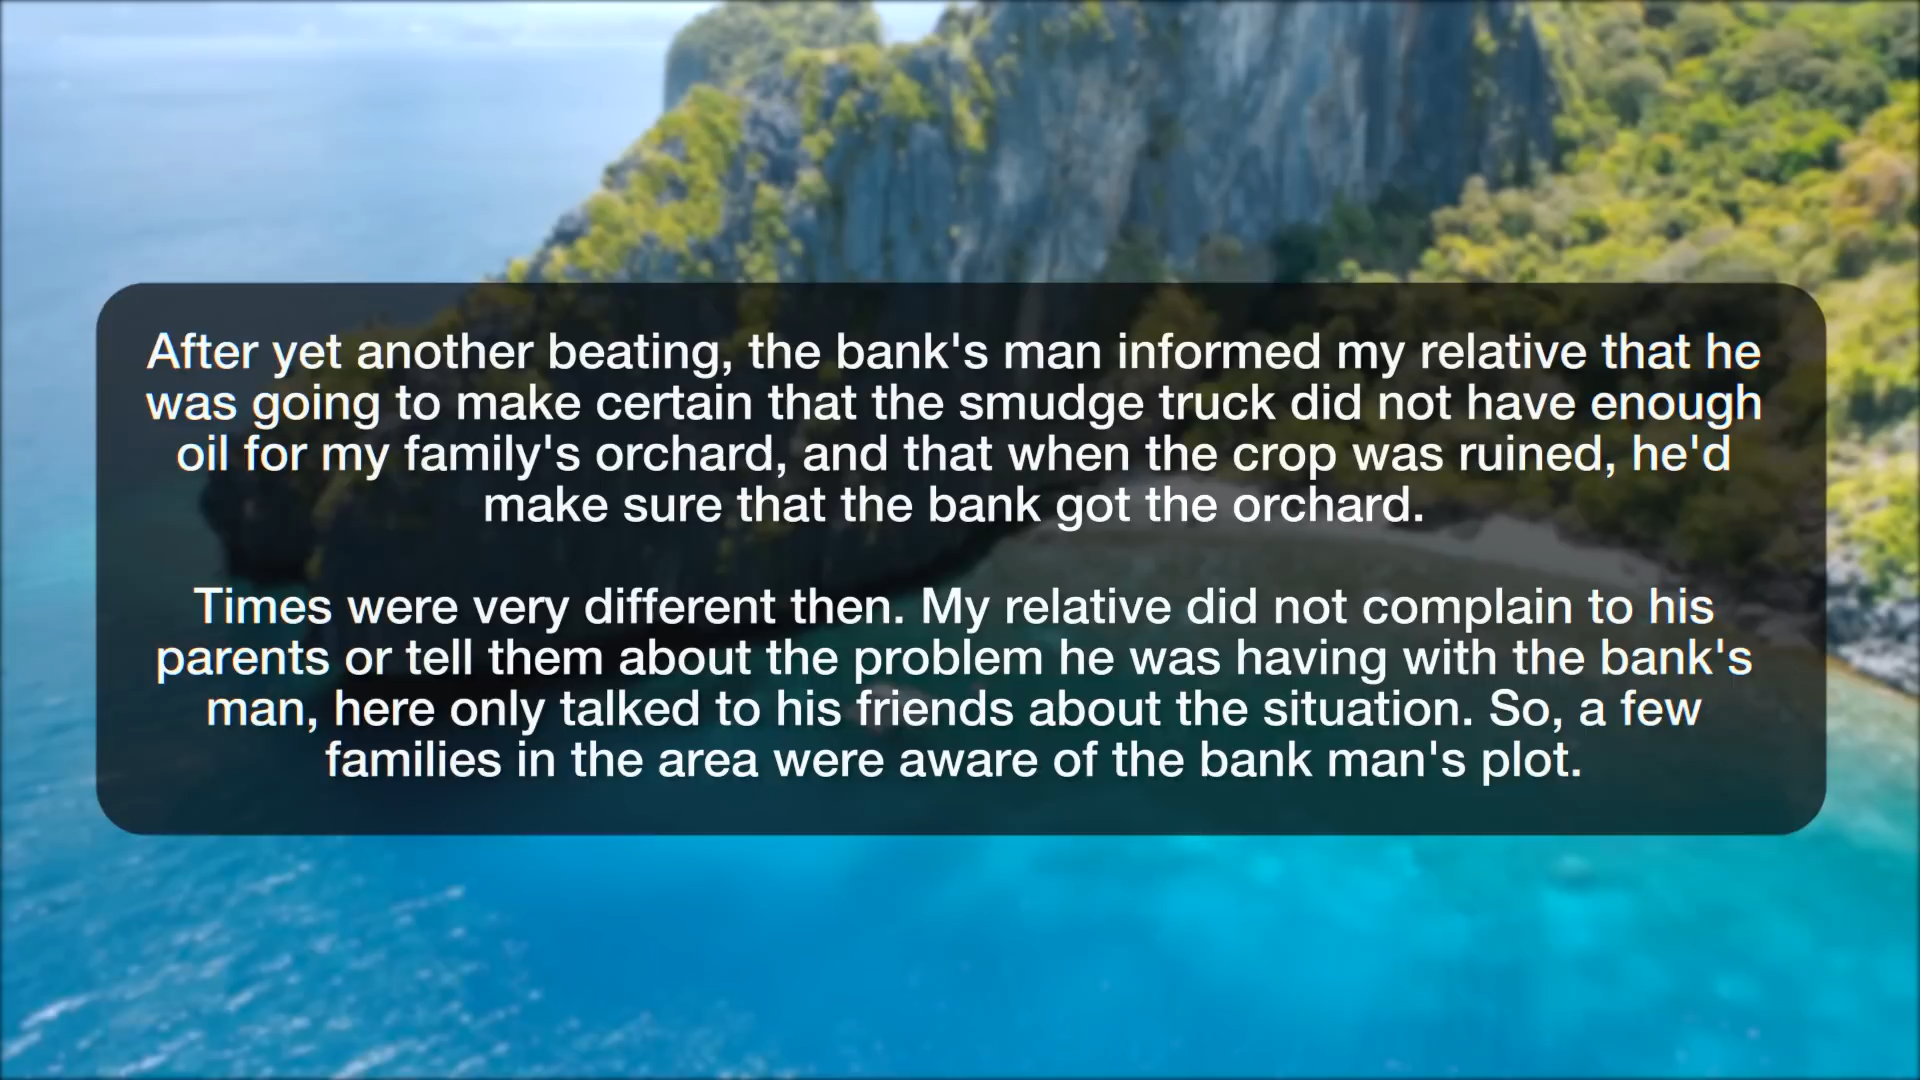 After yet another beating, the bank's man informed my relative that he
was going to make certain that the smudge truck did not have enough
oil for my family's orchard, and that when the crop was ruined, he'd
make sure that the bank got the orchard.
Times were very different then. My relative did not complain to his
parents or tell them about the problem he was having with the bank's
man, here only talked to his friends about the situation. So, a few
families in the area were aware of the bank man's plot.